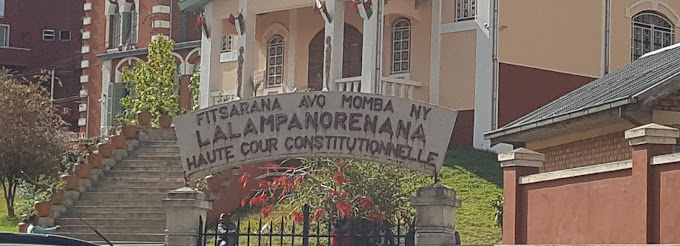 FITSARANA AVO MOMBA NY
LALAMPANORENANA
HAUTE COUR CONSTITUTIONNELLE